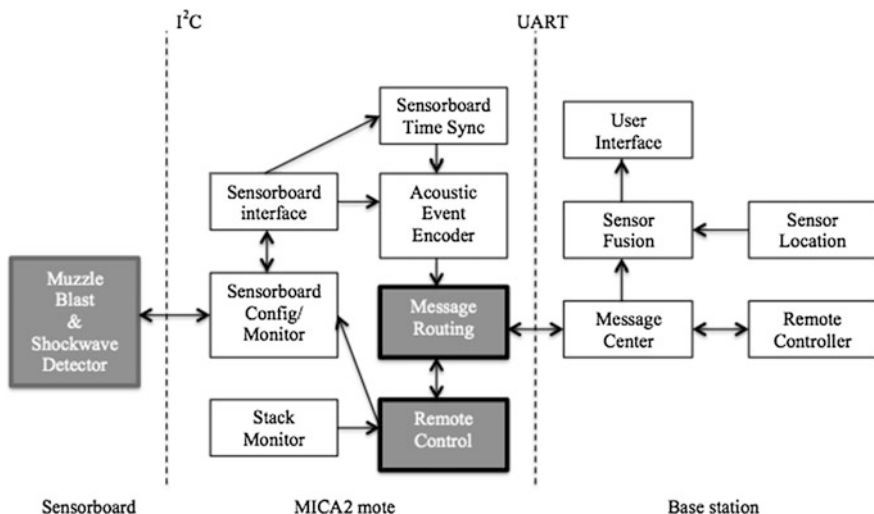 I²C
UART
Sensorboard
Time Sync
User
Interface
Sensorboard
interface
Acoustic
Event
Encoder
Sensor
Fusion
Sensor
Location
Muzzle
Blast
&
Shockwave
Detector
Sensorboard
Config/
Monitor
Message
Routing
Message
Center
Remote
Controller
Stack
Monitor
Remote
Control
Sensorboard
MICA2 mote
Base station